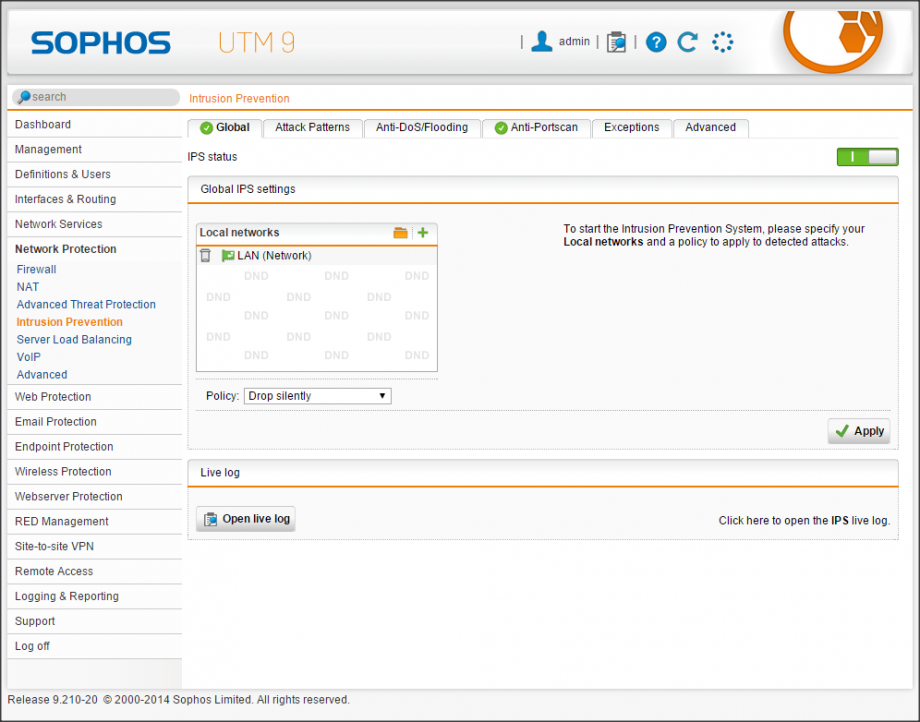 SOPHOS UTM 9
| admin | | ?
search
Intrusion Prevention
Dashboard
Management
Definitions & Users
Interfaces & Routing
Network Services
Network Protection
Firewall
NAT
Advanced Threat Protection
Intrusion Prevention
Server Load Balancing
VoIP
Advanced
Web Protection
Email Protection
Endpoint Protection
Wireless Protection
Webserver Protection
RED Management
Site-to-site VPN
Remote Access
Logging & Reporting
Support
Log off
Global Attack Patterns Anti-DoS/Flooding Anti-Portscan Exceptions Advanced
IPS status
Global IPS settings
Local networks
LAN (Network)
DND DND DND
DND DND DND
DND DND DND
DND DND DND
DND DND DND
To start the Intrusion Prevention System, please specify your
Local networks and a policy to apply to detected attacks.
Policy: Drop silently
Apply
Live log
Open live log
Click here to open the IPS live log.
Release 9.210-20 © 2000-2014 Sophos Limited. All rights reserved.